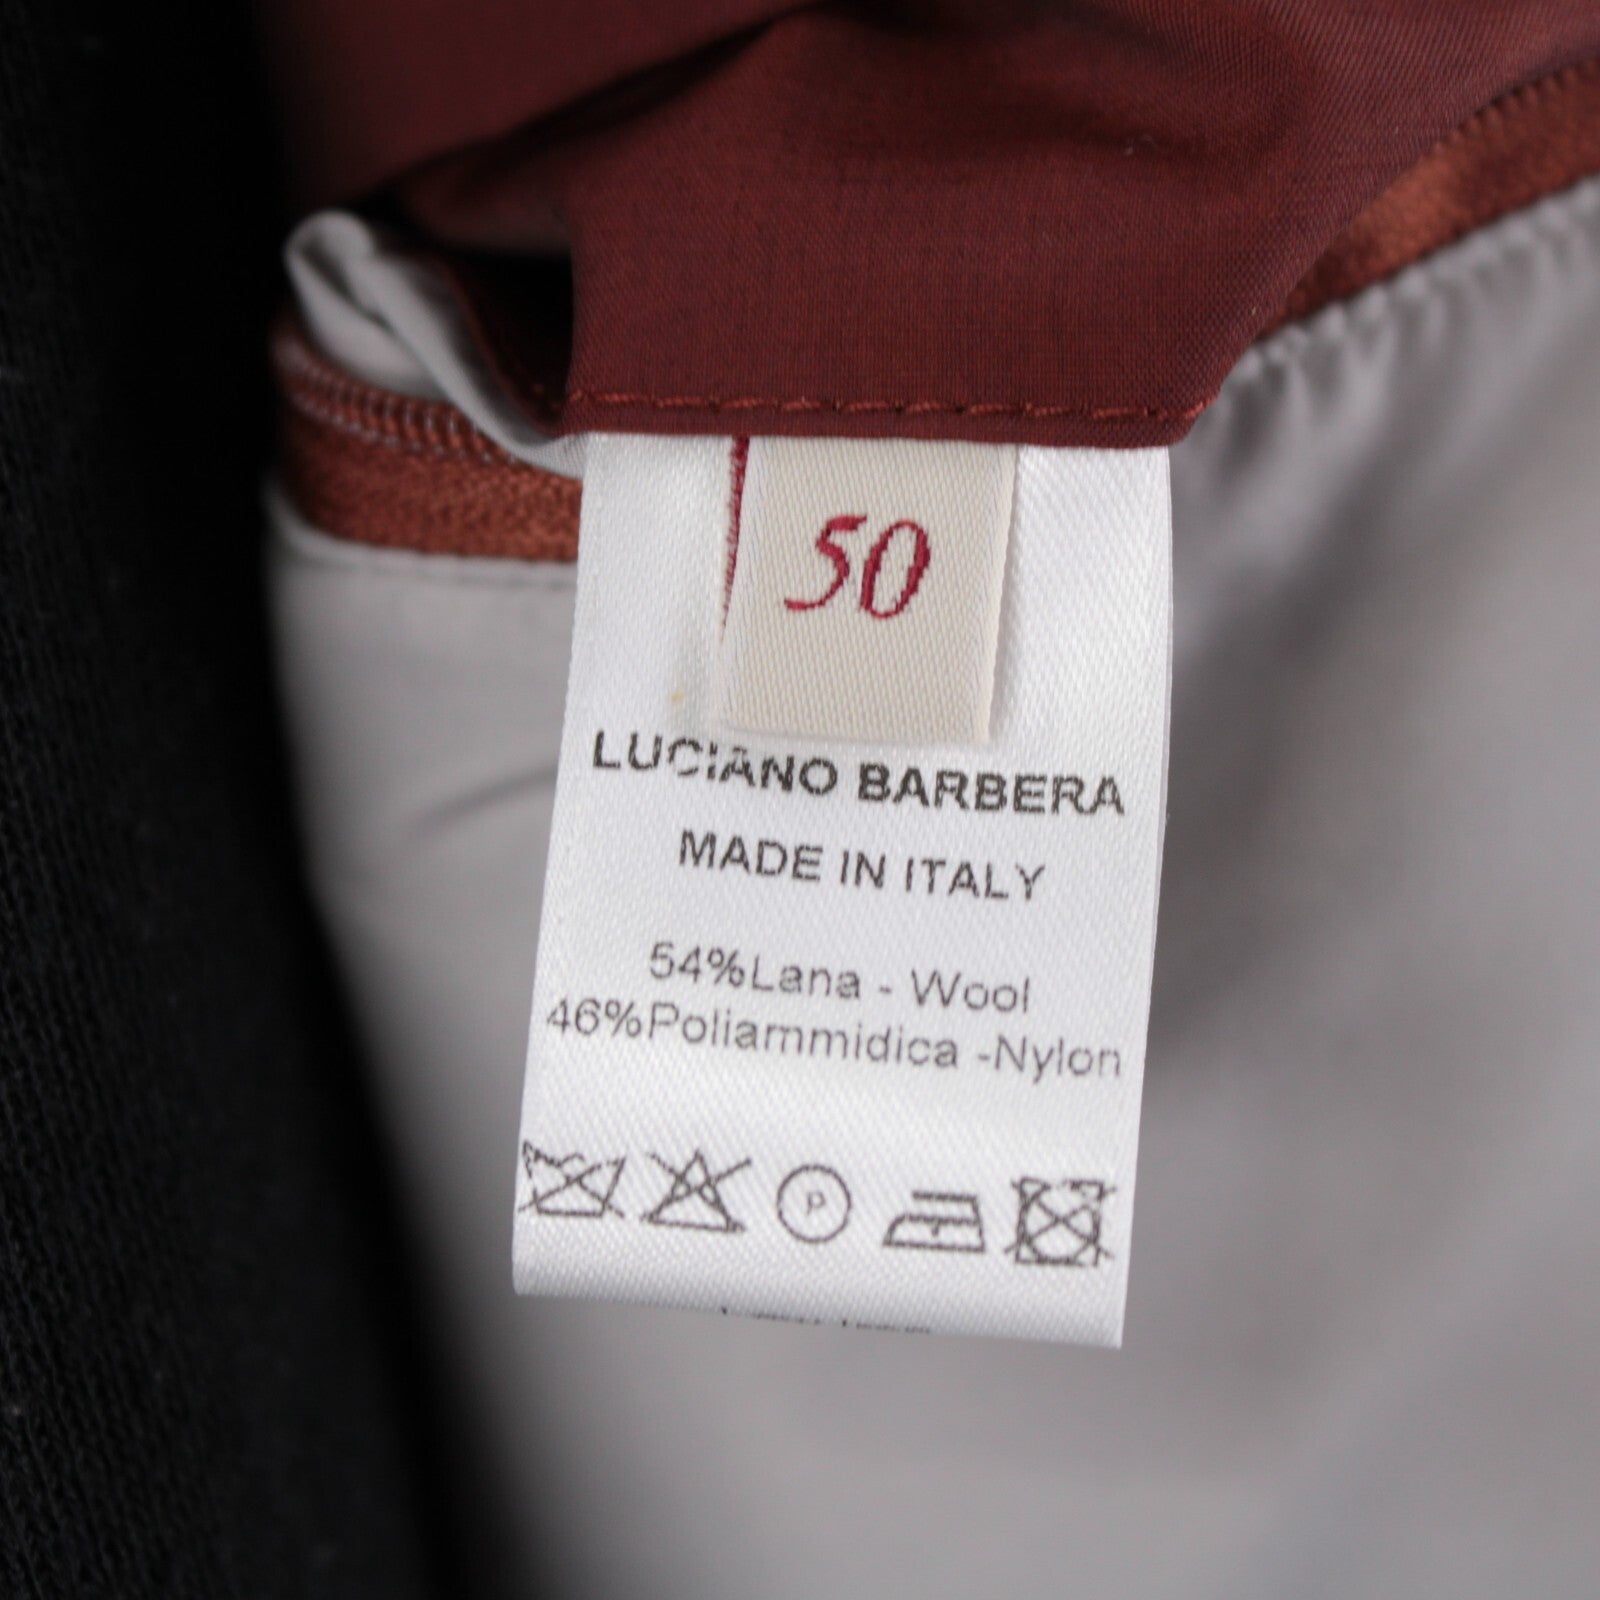 50
LUCIANO BARBERA
MADE IN ITALY
54%Lana - Wool
46%Poliammidica -Nylon
P